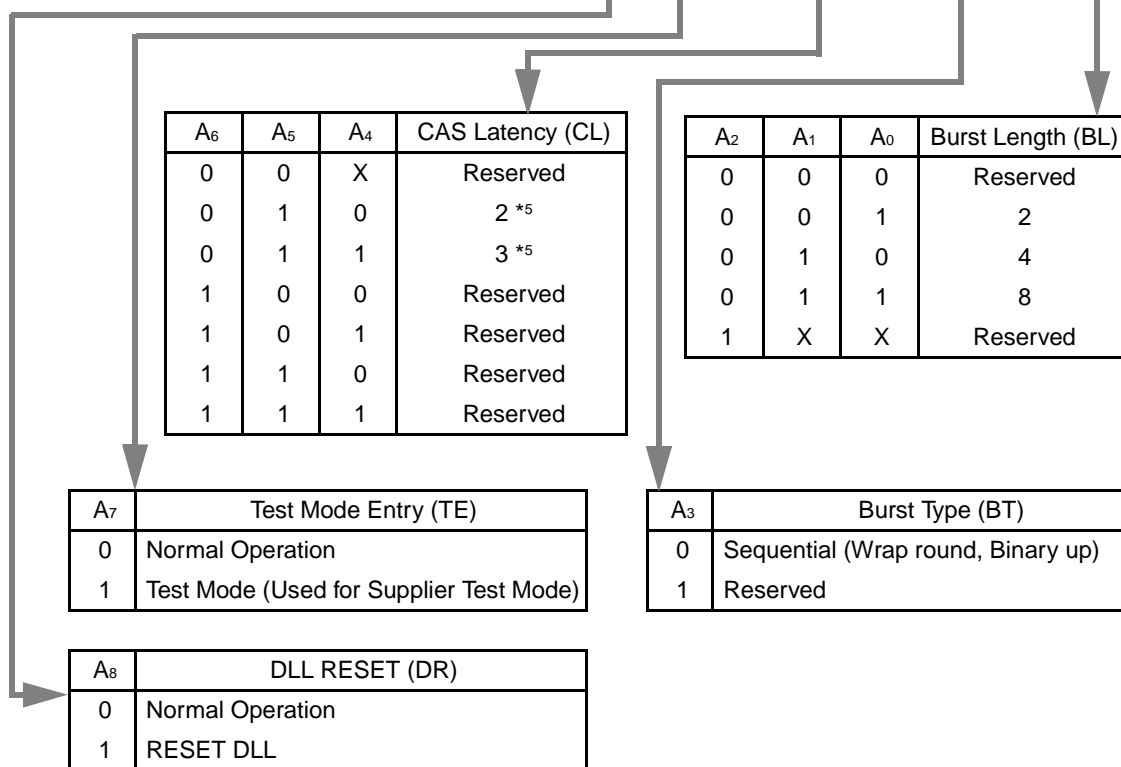 A6 A5 A4 CAS Latency (CL)
0 0 X Reserved
0 1 0 2 *5
0 1 1 3 *5
1 0 0 Reserved
1 0 1 Reserved
1 1 0 Reserved
1 1 1 Reserved
A2 A1 A0 Burst Length (BL)
0 0 0 Reserved
0 0 1 2
0 1 0 4
0 1 1 8
1 X X Reserved
A7 Test Mode Entry (TE)
0 Normal Operation
1 Test Mode (Used for Supplier Test Mode)
A3 Burst Type (BT)
0 Sequential (Wrap round, Binary up)
1 Reserved
A8 DLL RESET (DR)
0 Normal Operation
1 RESET DLL